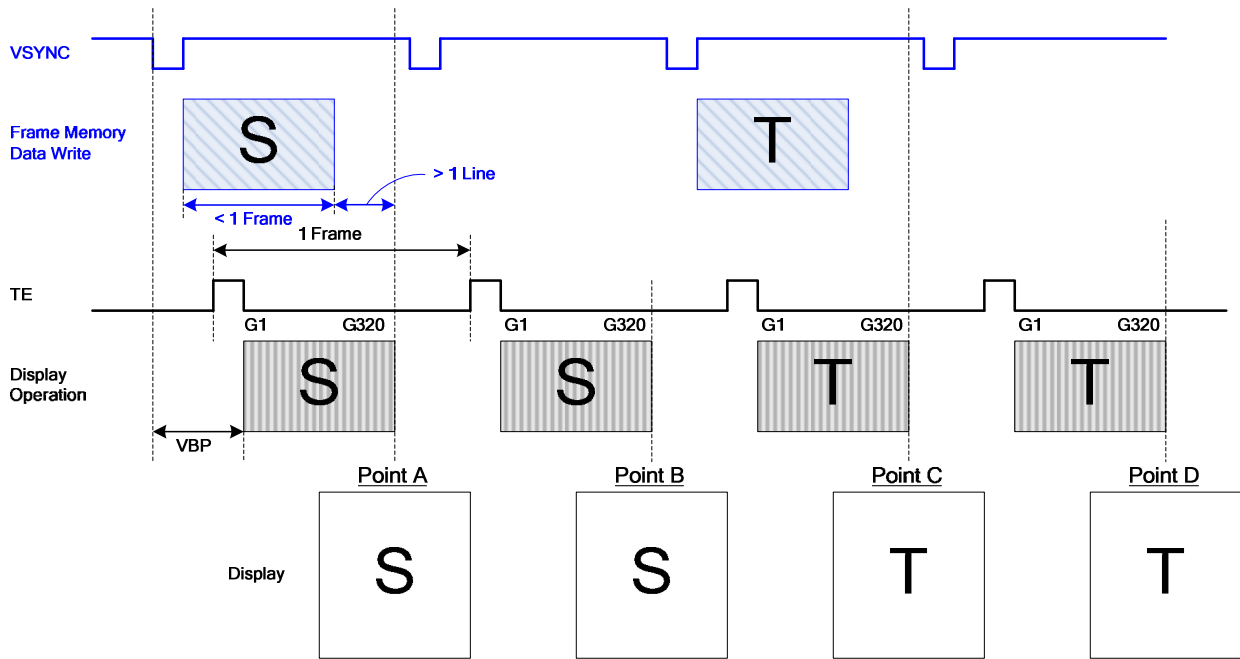 VSYNC
Frame Memory
Data Write
S
T
> 1 Line
< 1 Frame
1 Frame
TE
G1 G320 G1 G320 G1 G320 G1 G320
Display
Operation
S S T T
VBP
Point A Point B Point C Point D
Display
S S T T